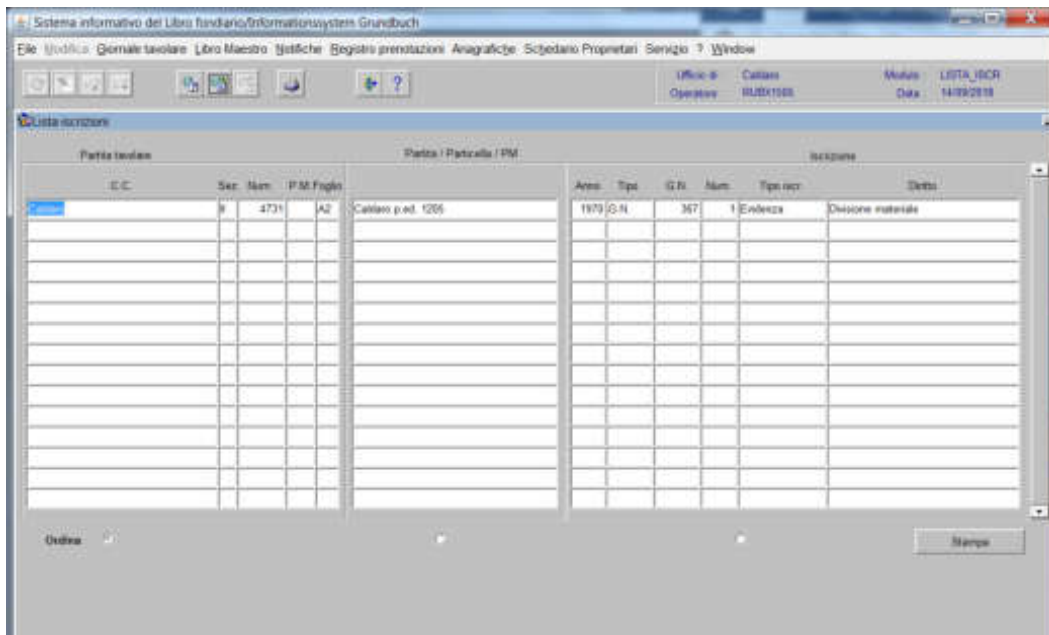 Sistema informativo del Libro fondiario/Informationssystem Grundbuch
File Modifica Giornale tavolare Libro Maestro Notifiche Registro prenotazioni Anagrafiche Schedario Proprietari Servizio ? Window
Ufficio di Caldaro Modulo LISTA_ISCR
Operatore Data 14/09/2018
Lista iscrizioni
Partita tavolare Partita / Particella / PM Iscrizione
C.C. Sez. Num. P.M. Foglio Anno Tipo G.N. Num. Tipo iscr. Diritto
Caldaro 4731 A2 Caldaro p.ed. 1205 G.N. 367 1 Evidenza Divisione materiale
Ordina Stampa